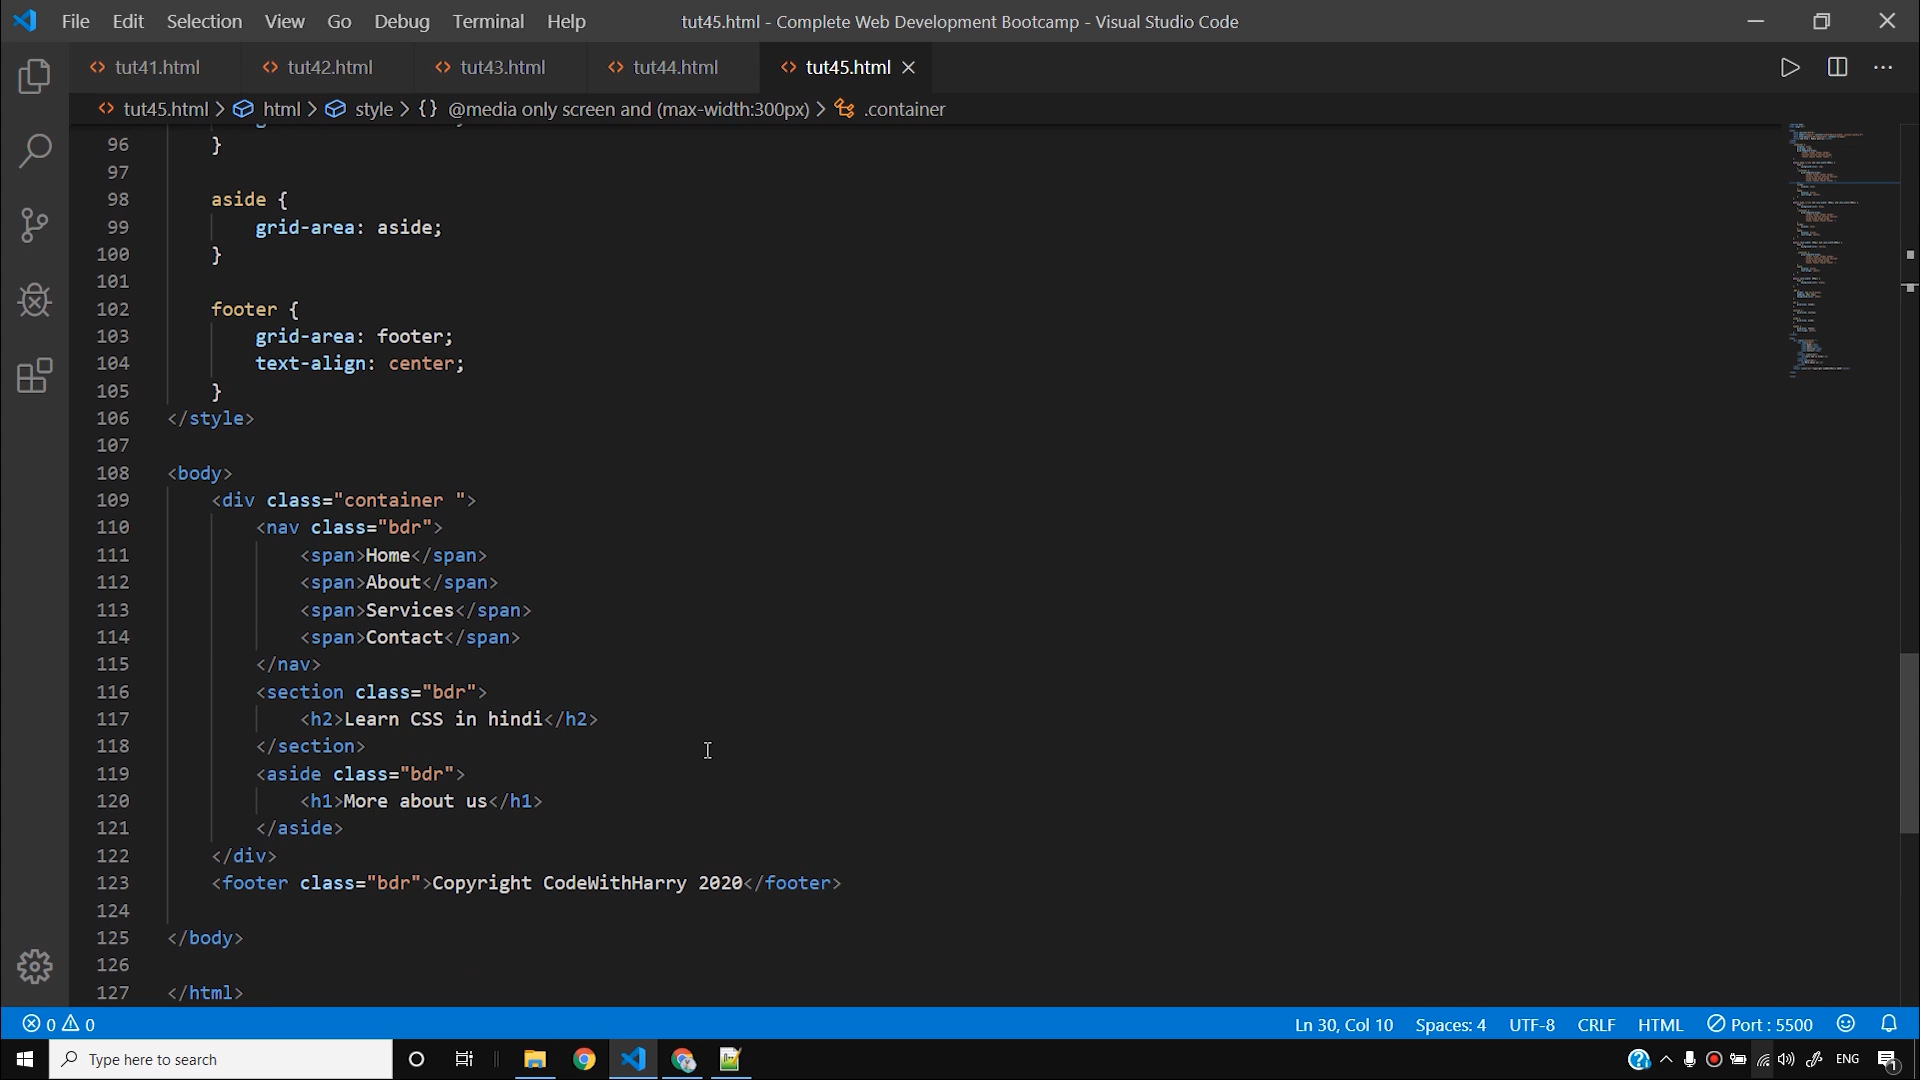 File Edit Selection View Go Debug Terminal Help tut45.html - Complete Web Development Bootcamp - Visual Studio Code
tut41.html tut42.html tut43.html tut44.html tut45.html
tut45.html > html > style > {} @media only screen and (max-width:300px) > .container
96 }
97
98 aside {
99 grid-area: aside;
100 }
101
102 footer {
103 grid-area: footer;
104 text-align: center;
105 }
106 </style>
107
108 <body>
109 <div class="container ">
110 <nav class="bdr">
111 <span>Home</span>
112 <span>About</span>
113 <span>Services</span>
114 <span>Contact</span>
115 </nav>
116 <section class="bdr">
117 <h2>Learn CSS in hindi</h2>
118 </section>
119 <aside class="bdr">
120 <h1>More about us</h1>
121 </aside>
122 </div>
123 <footer class="bdr">Copyright CodeWithHarry 2020</footer>
124
125 </body>
126
127 </html>
0 0 Ln 30, Col 10 Spaces: 4 UTF-8 CRLF HTML Port : 5500
Type here to search ENG 1